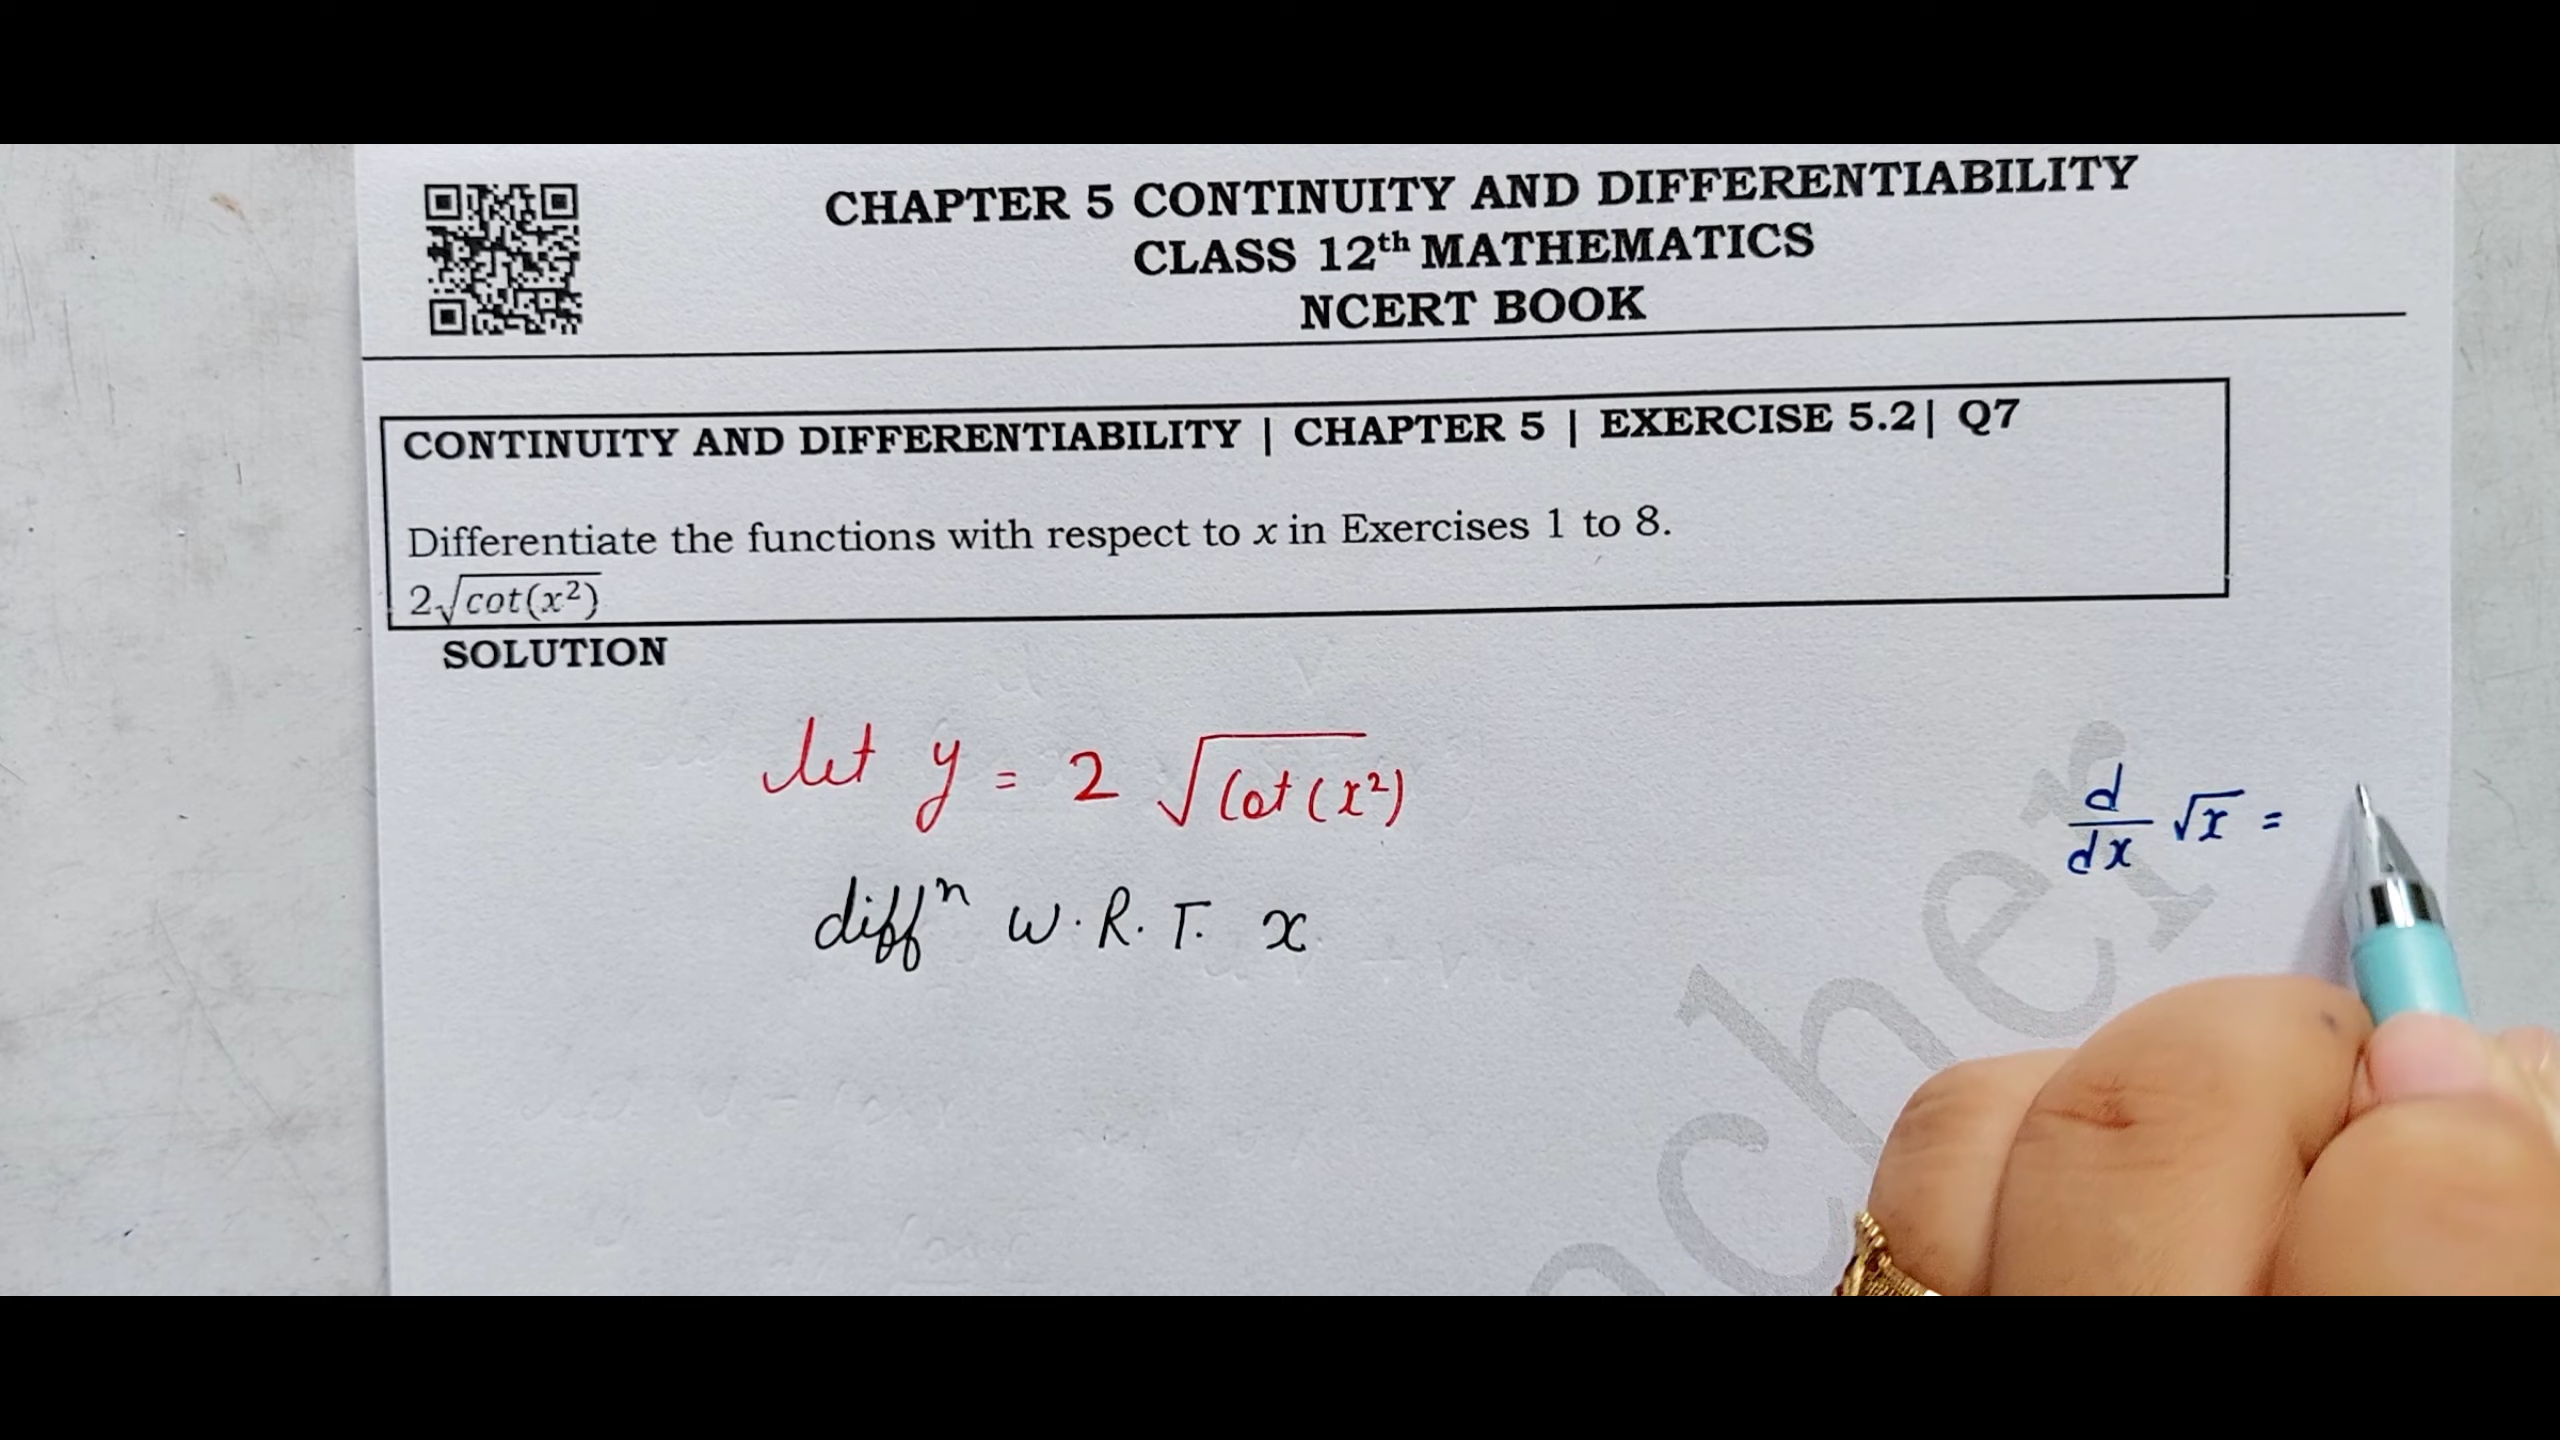 CHAPTER 5 CONTINUITY AND DIFFERENTIABILITY
CLASS 12th MATHEMATICS
NCERT BOOK
CONTINUITY AND DIFFERENTIABILITY | CHAPTER 5 | EXERCISE 5.2| Q7
Differentiate the functions with respect to x in Exercises 1 to 8.
2√cot(x²)
SOLUTION
let y = 2 √Cot(x²)
d/dx √x =
diffⁿ W.R.T. x